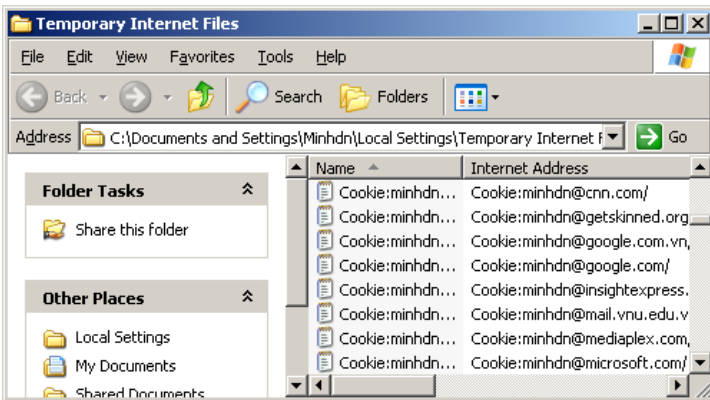 Temporary Internet Files
File Edit View Favorites Tools Help
Back Search Folders
Address C:\Documents and Settings\Minhdn\Local Settings\Temporary Internet F Go
Folder Tasks
Share this folder
Other Places
Local Settings
My Documents
Shared Documents
Name Internet Address
Cookie:minhdn... Cookie:minhdn@cnn.com/
Cookie:minhdn... Cookie:minhdn@getskinned.org
Cookie:minhdn... Cookie:minhdn@google.com.vn/
Cookie:minhdn... Cookie:minhdn@google.com/
Cookie:minhdn... Cookie:minhdn@insightexpress.
Cookie:minhdn... Cookie:minhdn@mail.vnu.edu.v
Cookie:minhdn... Cookie:minhdn@mediaplex.com/
Cookie:minhdn... Cookie:minhdn@microsoft.com/